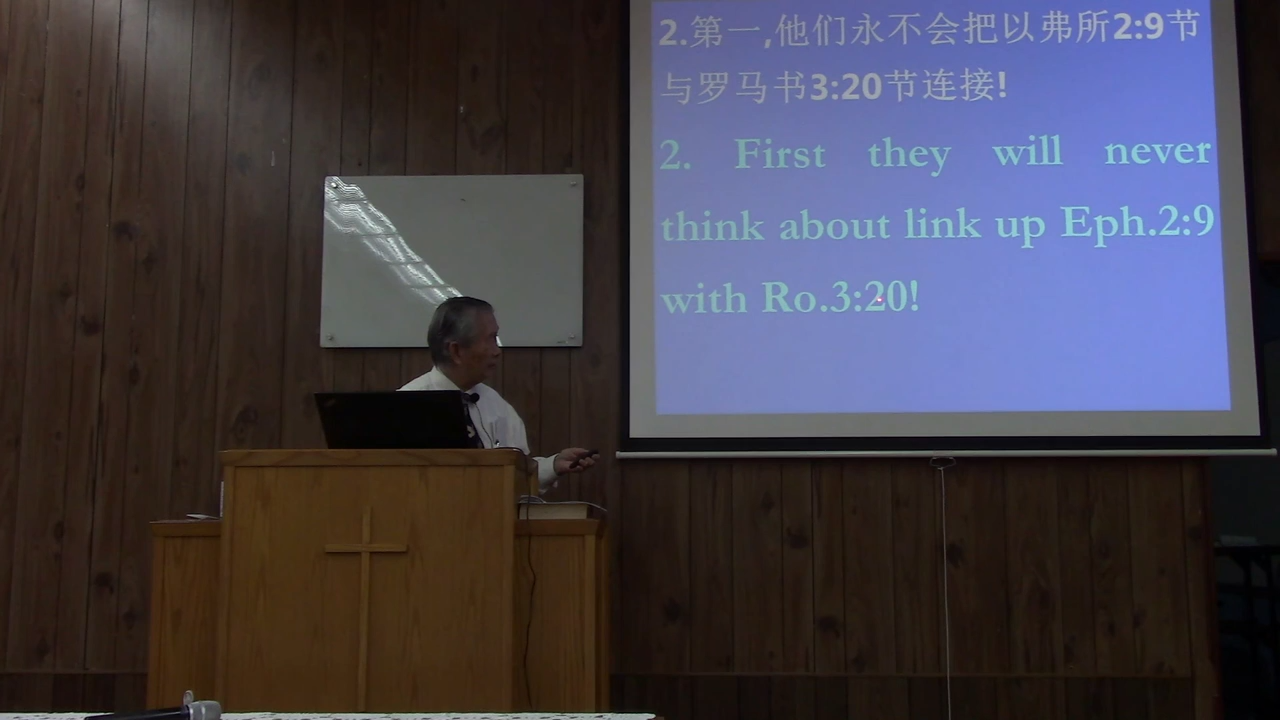 2.第一,他们永不会把以弗所2:9节
与罗马书3:20节连接!
2. First they will never
think about link up Eph.2:9
with Ro.3:20!